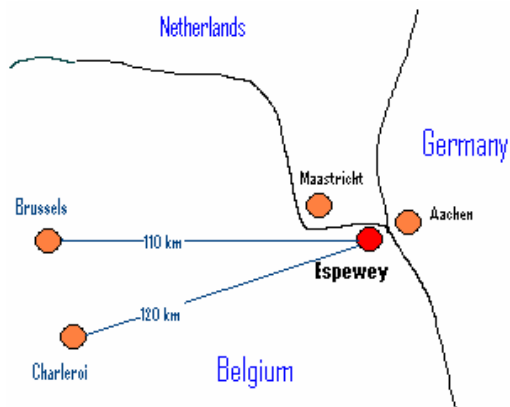 Netherlands
Germany
Maastricht
Brussels
Aachen
110 km
Espewey
120 km
Charleroi
Belgium